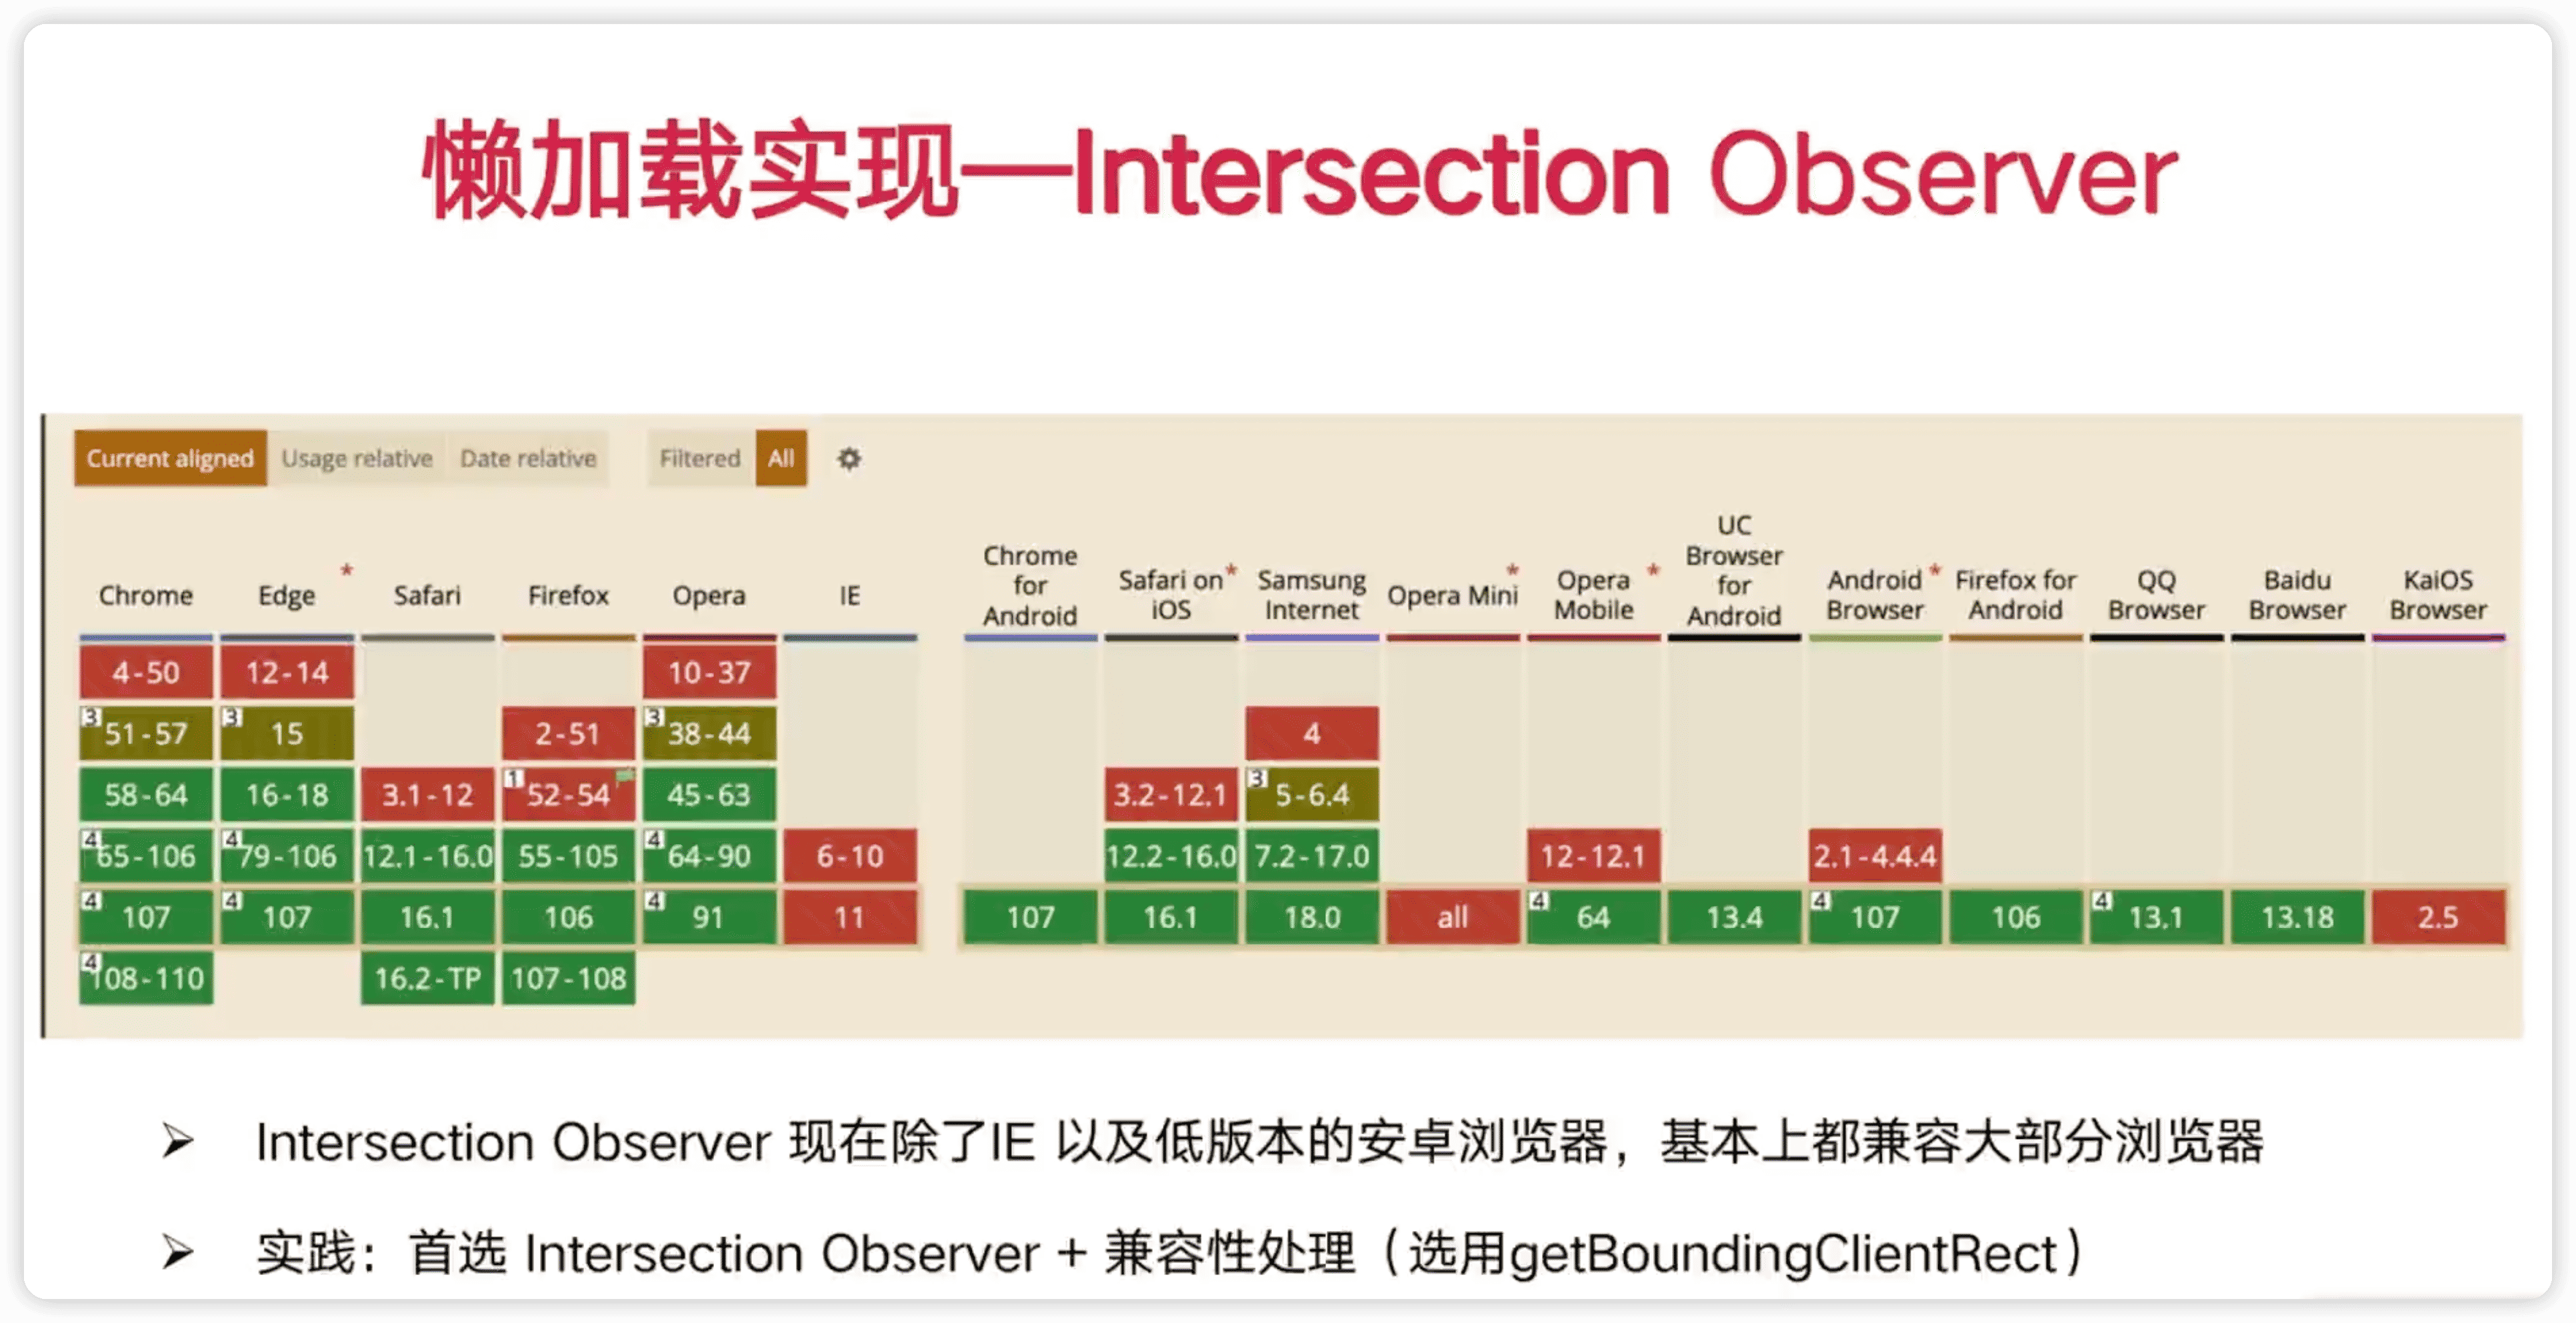 懒加载实现—Intersection Observer
Current aligned Usage relative Date relative Filtered All
Chrome Edge * Safari Firefox Opera IE Chrome for Android Safari on iOS * Samsung Internet Opera Mini * Opera Mobile * UC Browser for Android Android Browser * Firefox for Android QQ Browser Baidu Browser KaiOS Browser
4-50 12-14 10-37
3 51-57 3 15 2-51 3 38-44 4
58-64 16-18 3.1-12 1 52-54 45-63 3.2-12.1 3 5-6.4
4 65-106 4 79-106 12.1-16.0 55-105 4 64-90 6-10 12.2-16.0 7.2-17.0 12-12.1 2.1-4.4.4
4 107 4 107 16.1 106 4 91 11 107 16.1 18.0 all 4 64 13.4 4 107 106 4 13.1 13.18 2.5
4 108-110 16.2-TP 107-108
➢ Intersection Observer 现在除了IE 以及低版本的安卓浏览器，基本上都兼容大部分浏览器
➢ 实践：首选 Intersection Observer + 兼容性处理（选用getBoundingClientRect）